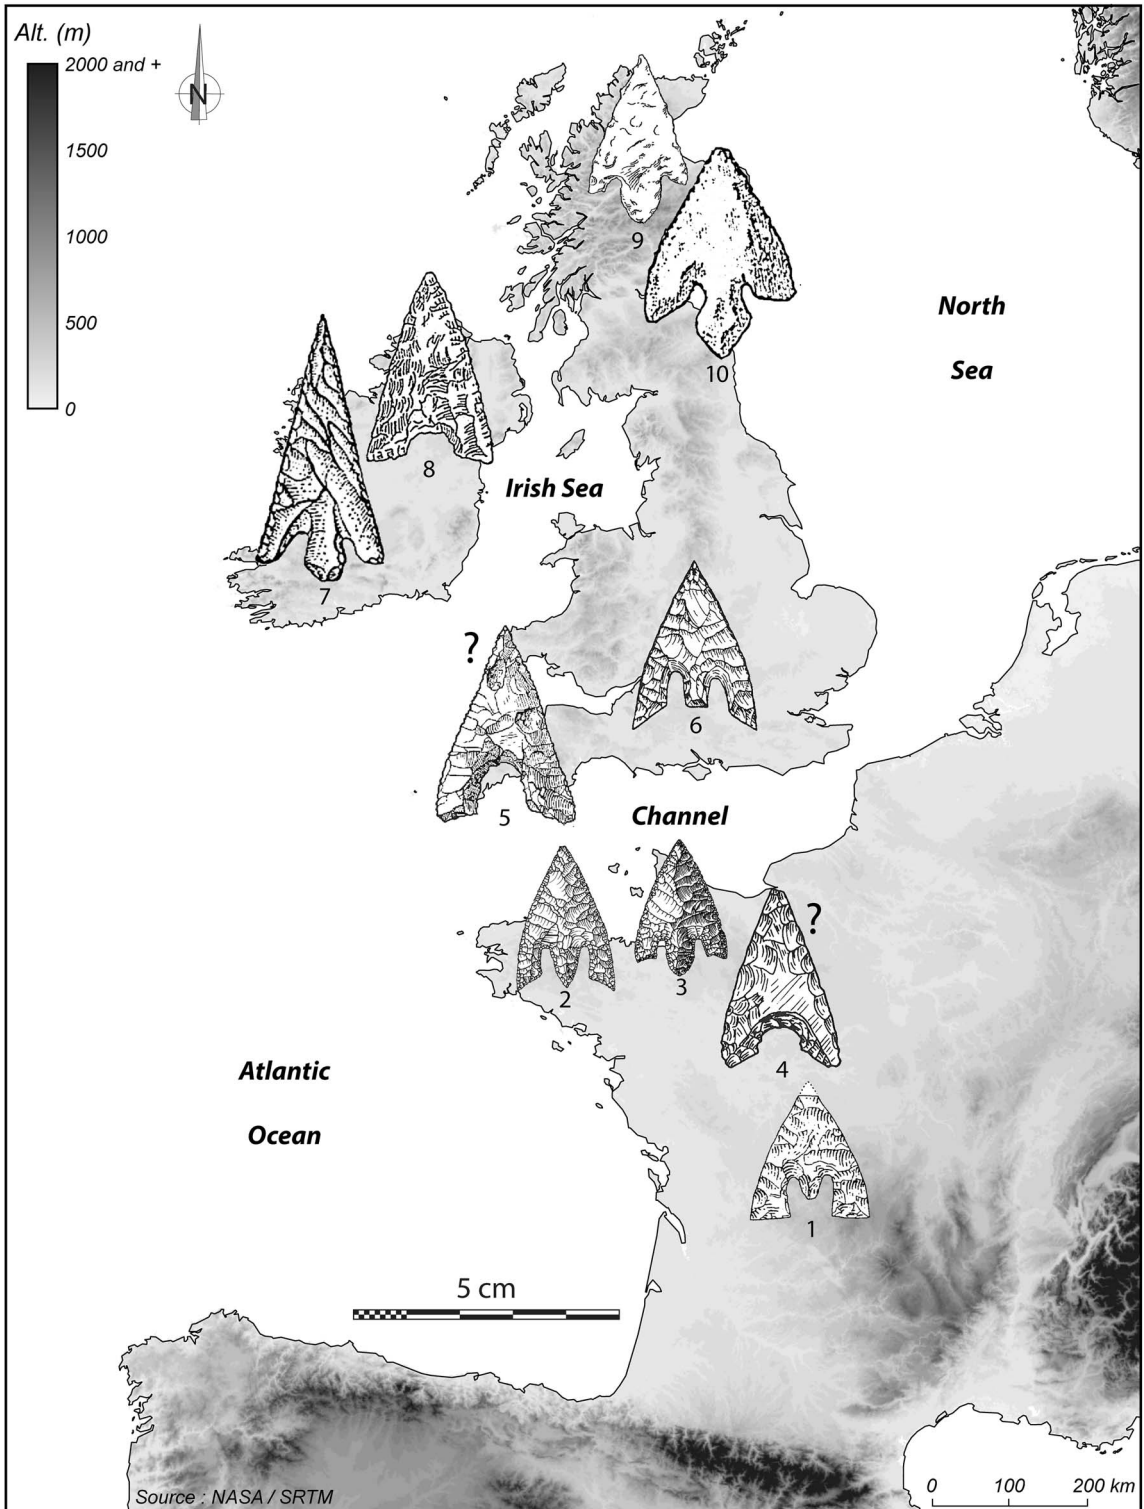 Alt. (m)
2000 and +
1500
1000
500
0
N
9
10
North
Sea
8
7
Irish Sea
?
6
5
Channel
?
2
3
4
Atlantic
Ocean
1
5 cm
Source : NASA / SRTM
0 100 200 km